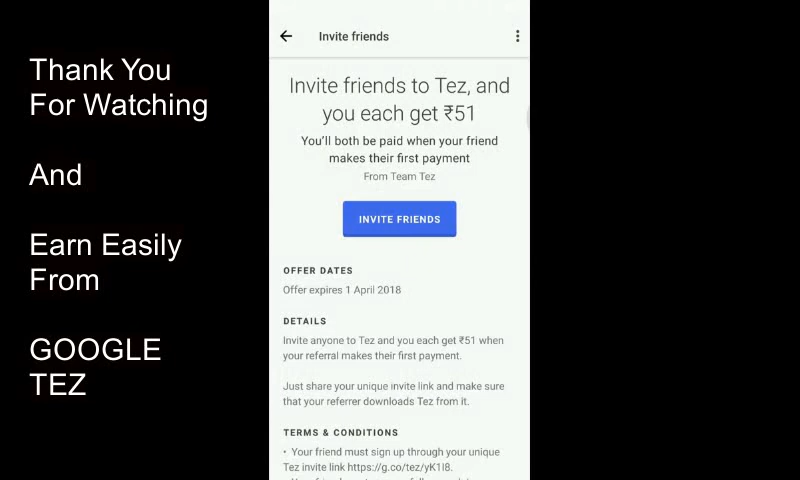 Thank You
For Watching
And
Earn Easily
From
GOOGLE
TEZ
Invite friends
Invite friends to Tez, and
you each get ₹51
You'll both be paid when your friend
makes their first payment
From Team Tez
INVITE FRIENDS
OFFER DATES
Offer expires 1 April 2018
DETAILS
Invite anyone to Tez and you each get ₹51 when
your referral makes their first payment.
Just share your unique invite link and make sure
that your referrer downloads Tez from it.
TERMS & CONDITIONS
• Your friend must sign up through your unique
Tez invite link https://g.co/tez/yK1I8.